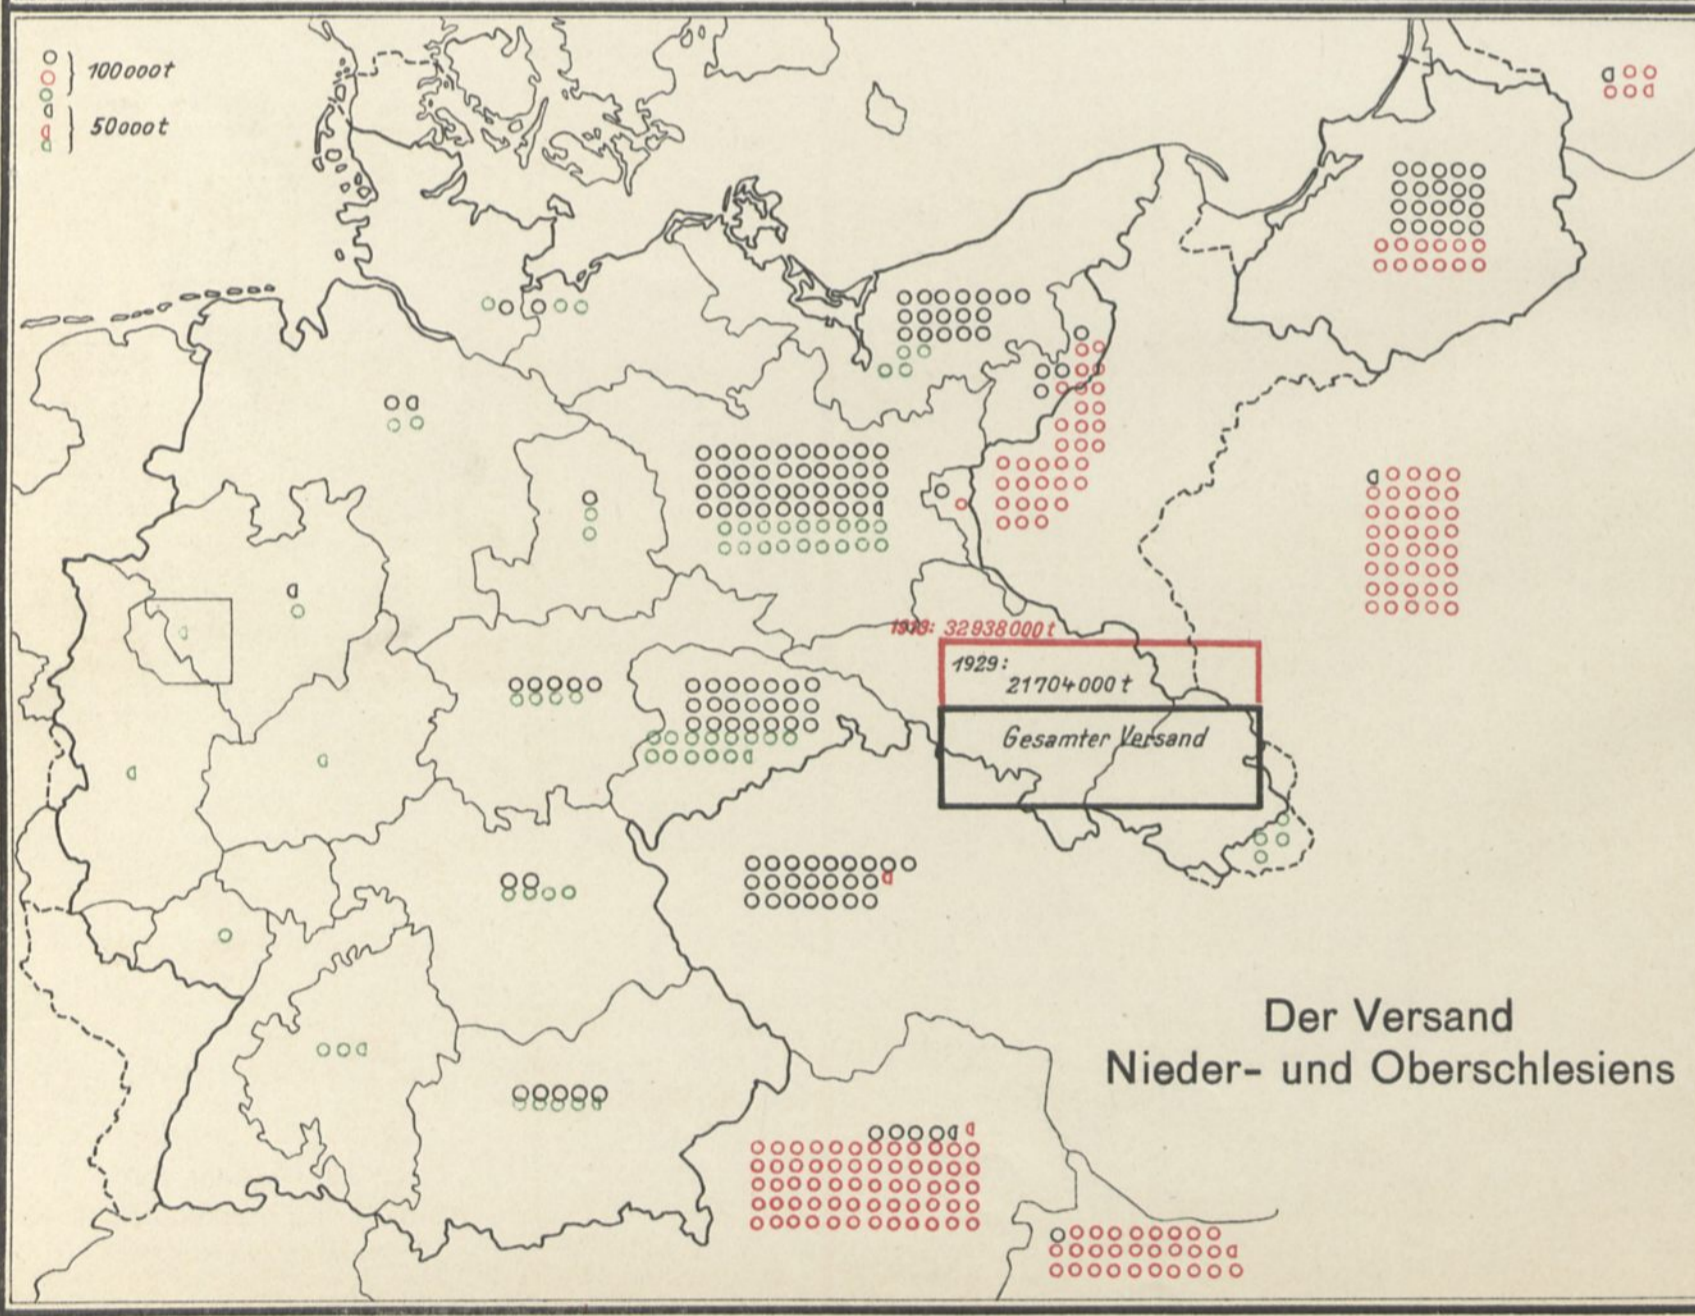 100000t
50000t
1913: 32938000t
1929:
21704000t
Gesamter Versand
Der Versand
Nieder- und Oberschlesiens